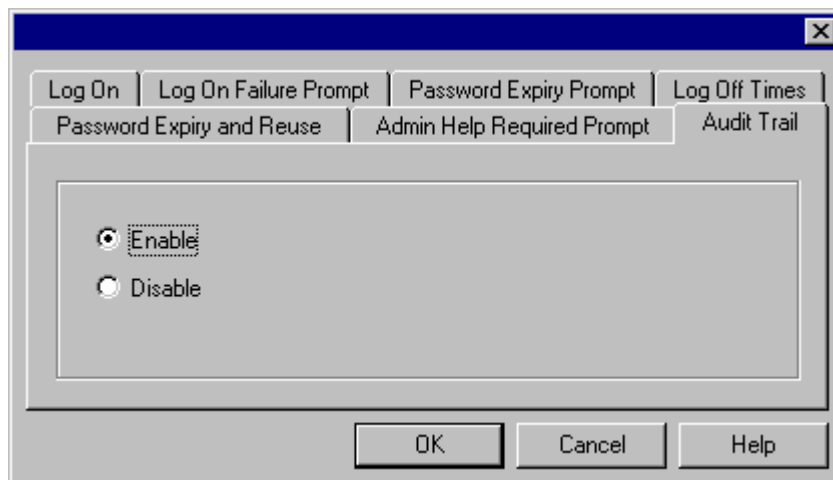 Log On Log On Failure Prompt Password Expiry Prompt Log Off Times
Password Expiry and Reuse Admin Help Required Prompt Audit Trail
Enable
Disable
OK Cancel Help